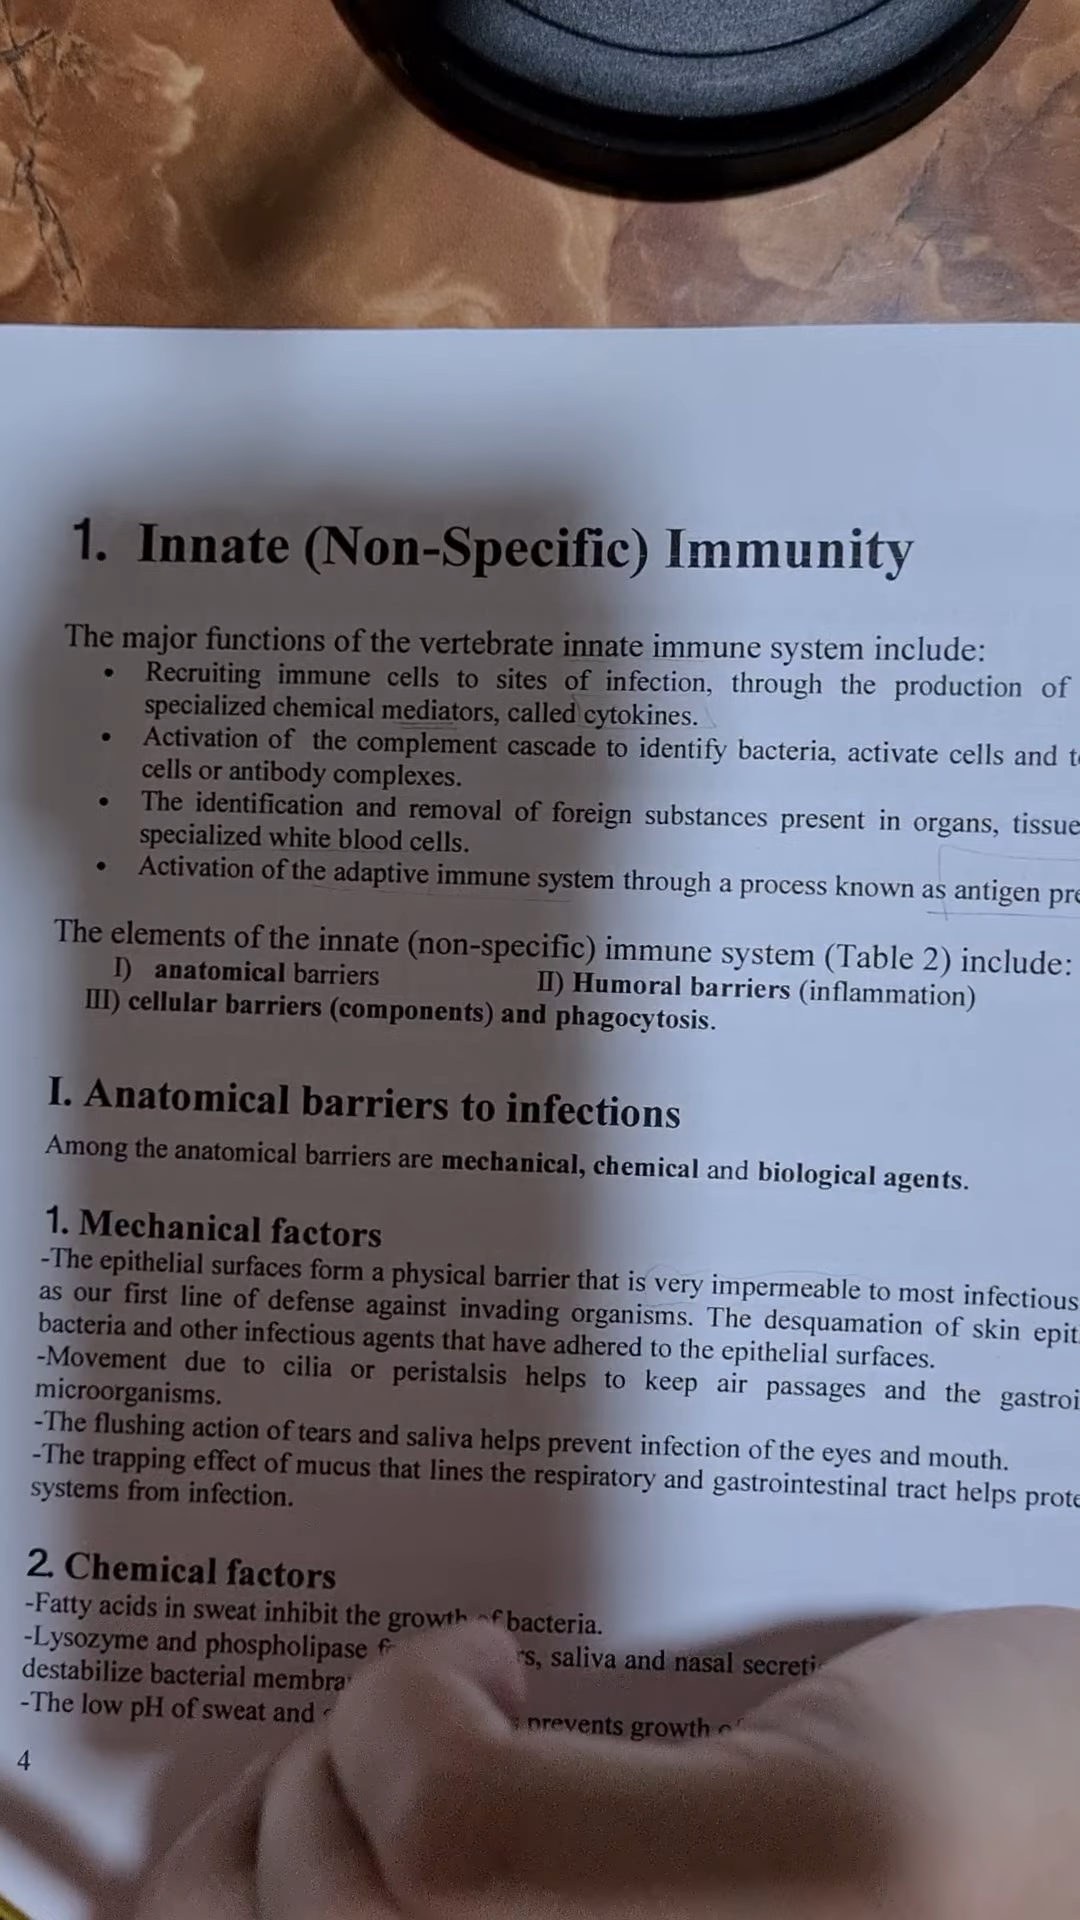 1. Innate (Non-Specific) Immunity
The major functions of the vertebrate innate immune system include:
• Recruiting immune cells to sites of infection, through the production of
specialized chemical mediators, called cytokines.
• Activation of the complement cascade to identify bacteria, activate cells and
cells or antibody complexes.
• The identification and removal of foreign substances present in organs,
specialized white blood cells.
• Activation of the adaptive immune system through a process known as antigen
The elements of the innate (non-specific) immune system (Table 2) include:
I) anatomical barriers II) Humoral barriers (inflammation)
III) cellular barriers (components) and phagocytosis.
I. Anatomical barriers to infections
Among the anatomical barriers are mechanical, chemical and biological agents.
1. Mechanical factors
-The epithelial surfaces form a physical barrier that is very impermeable to most infectious
as our first line of defense against invading organisms. The desquamation of skin
bacteria and other infectious agents that have adhered to the epithelial surfaces.
-Movement due to cilia or peristalsis helps to keep air passages and the
microorganisms.
-The flushing action of tears and saliva helps prevent infection of the eyes and mouth.
-The trapping effect of mucus that lines the respiratory and gastrointestinal tract helps
systems from infection.
2. Chemical factors
-Fatty acids in sweat inhibit the growth of bacteria.
-Lysozyme and phospholipase saliva and nasal
destabilize bacterial
-The low pH of sweat and prevents growth
4